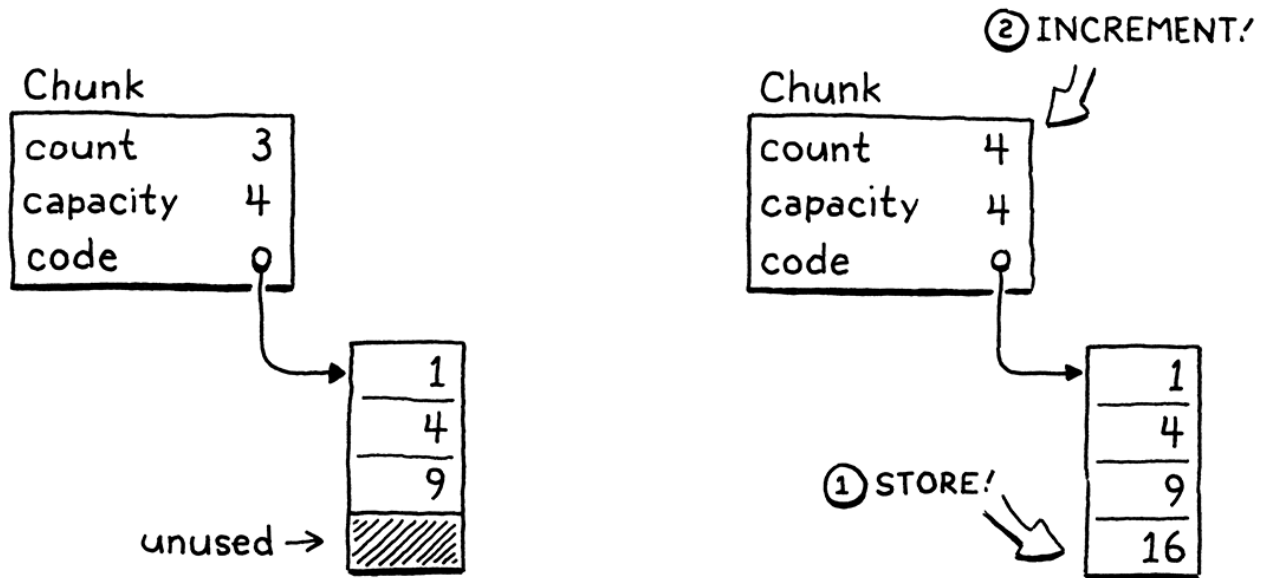 Chunk
count 3
capacity 4
code
1
4
9
unused
② INCREMENT!
Chunk
count 4
capacity 4
code
1
4
9
① STORE!
16